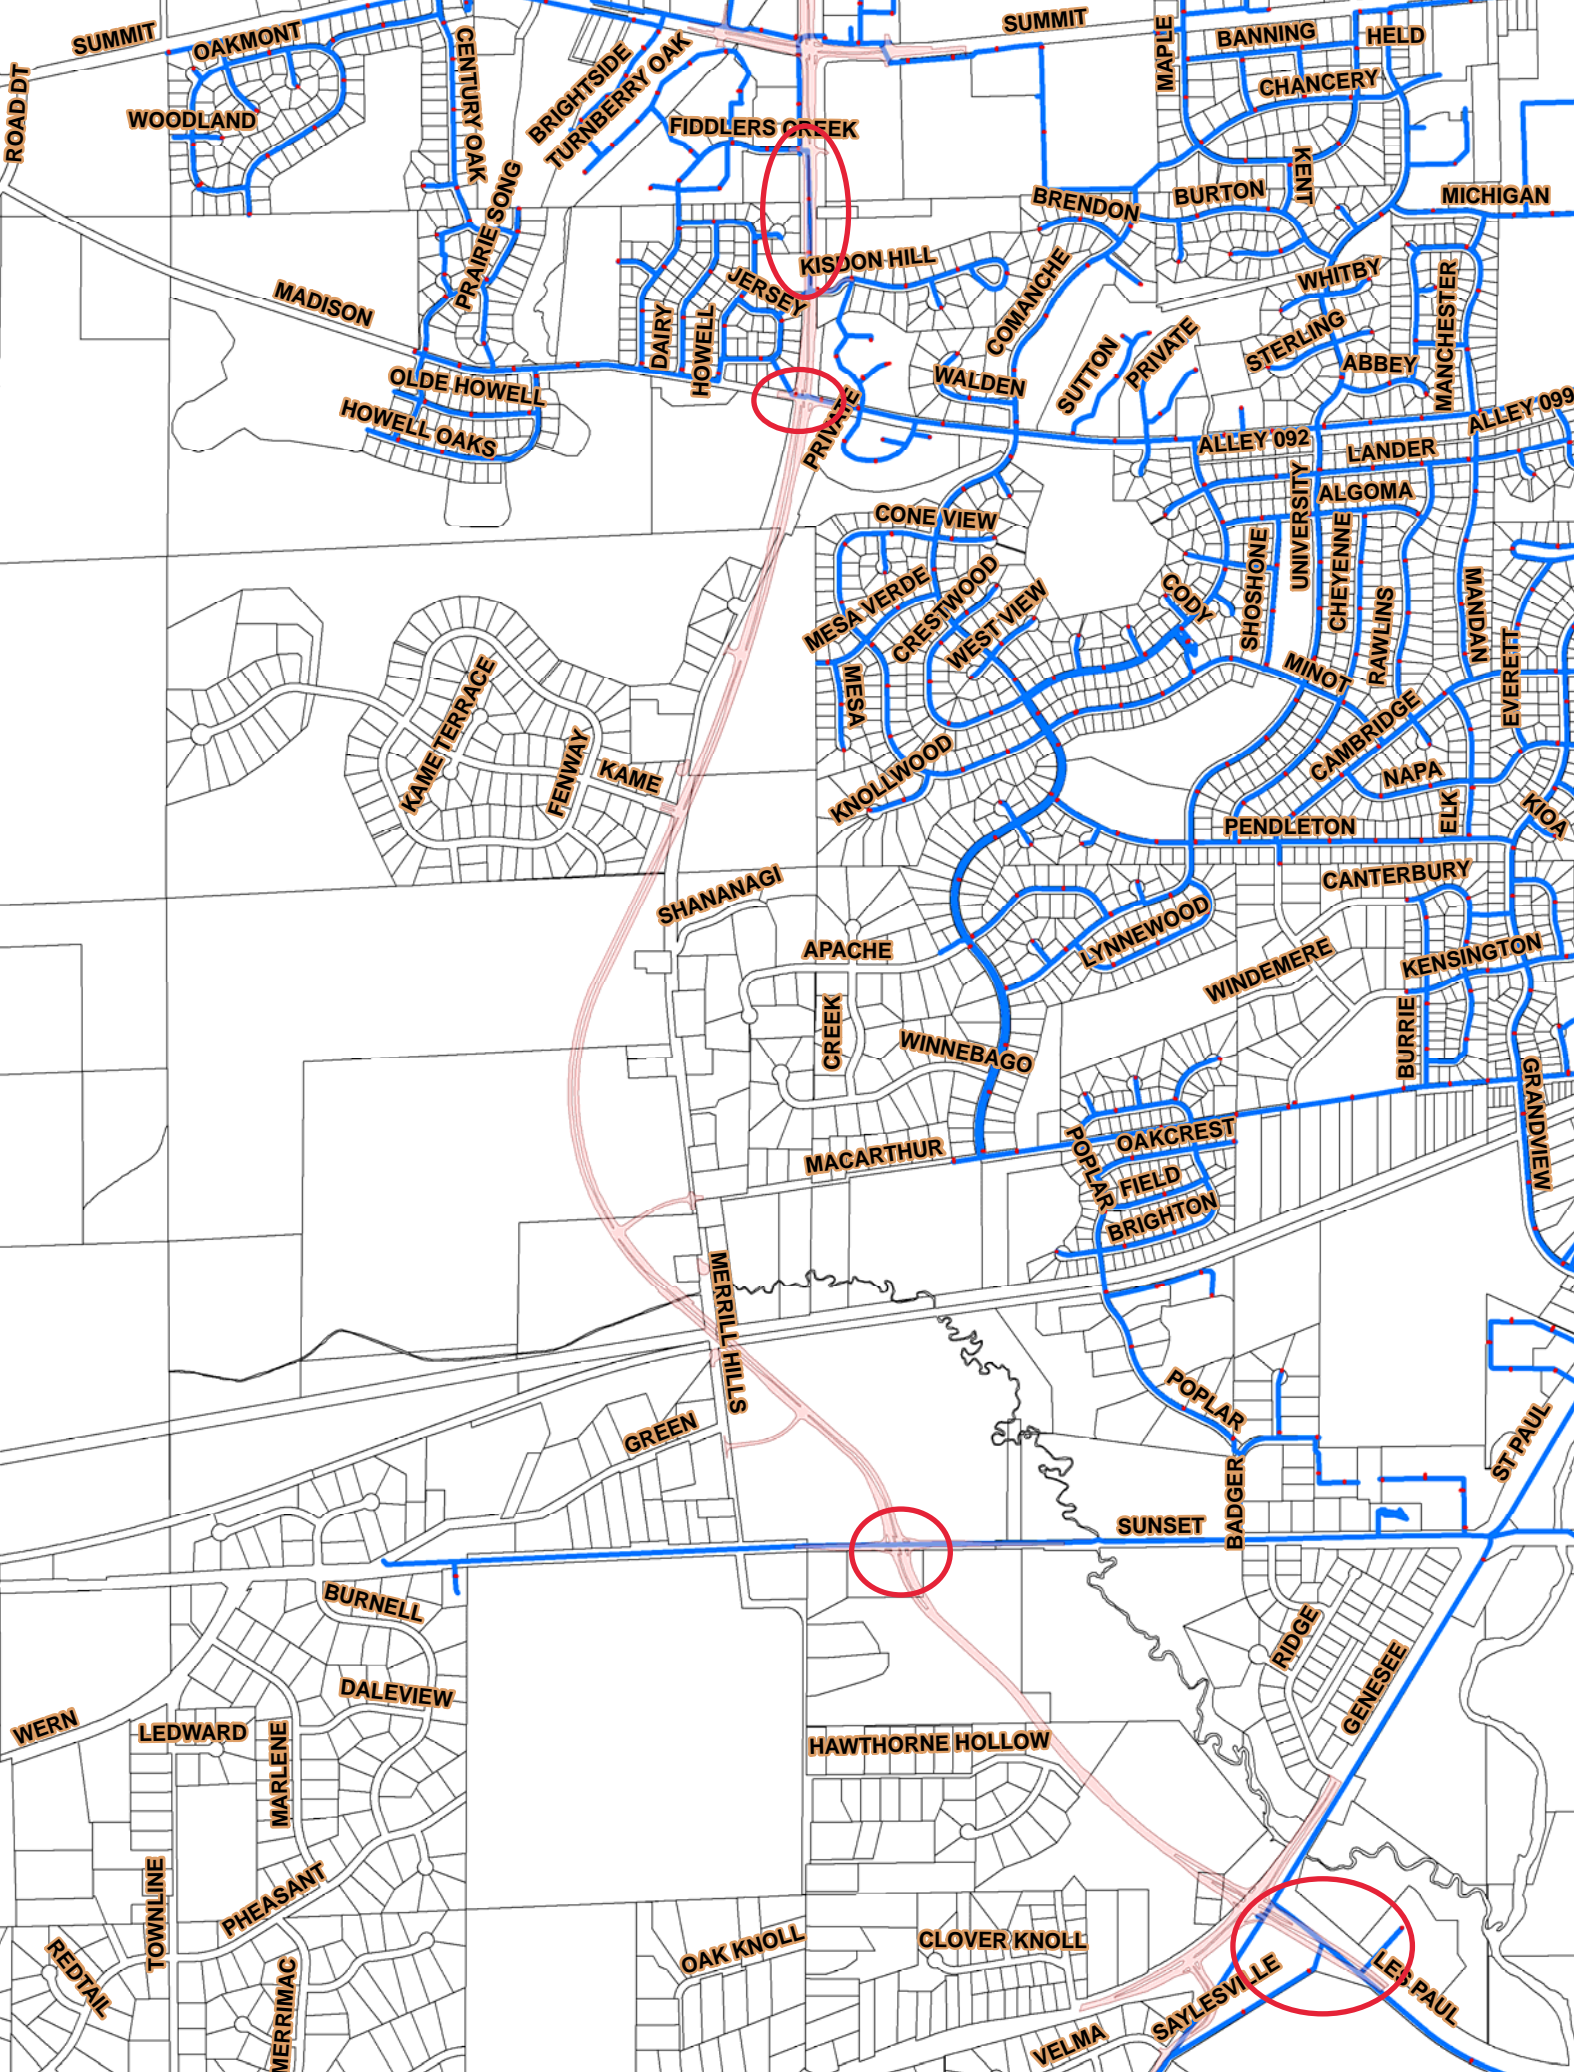 SUMMIT
OAKMONT
CENTURY OAK
BRIGHTSIDE
TURNBERRY OAK
SUMMIT
MAPLE
BANNING
HELD
CHANCERY
ROAD DT
WOODLAND
FIDDLERS CREEK
PRAIRIE SONG
KENT
BRENDON
BURTON
MICHIGAN
KISDON HILL
MADISON
JERSEY
COMANCHE
WHITBY
MANCHESTER
DAIRY
HOWELL
SUTTON
PRIVATE
STERLING
ABBEY
OLDE HOWELL
WALDEN
HOWELL OAKS
PRIVATE
ALLEY 099
ALLEY 092
LANDER
UNIVERSITY
ALGOMA
CONE VIEW
SHOSHONE
CHEYENNE
MESA VERDE
CRESTWOOD
WEST VIEW
CODY
RAWLINS
MANDAN
EVERETT
MINOT
MESA
KAME TERRACE
CAMBRIDGE
FENWAY
KAME
KNOLLWOOD
NAPA
ELK
KIOA
PENDLETON
SHANANAGI
CANTERBURY
APACHE
LYNNEWOOD
WINDEMERE
KENSINGTON
CREEK
WINNEBAGO
BURRIE
GRANDVIEW
MACARTHUR
POPLAR
OAKCREST
FIELD
BRIGHTON
MERRILL HILLS
GREEN
POPLAR
ST PAUL
BADGER
SUNSET
BURNELL
RIDGE
DALEVIEW
GENESEE
WERN
LEDWARD
MARLENE
HAWTHORNE HOLLOW
TOWNLINE
PHEASANT
REDTAIL
MERRIMAC
OAK KNOLL
CLOVER KNOLL
SAYLESVILLE
LES PAUL
VELMA